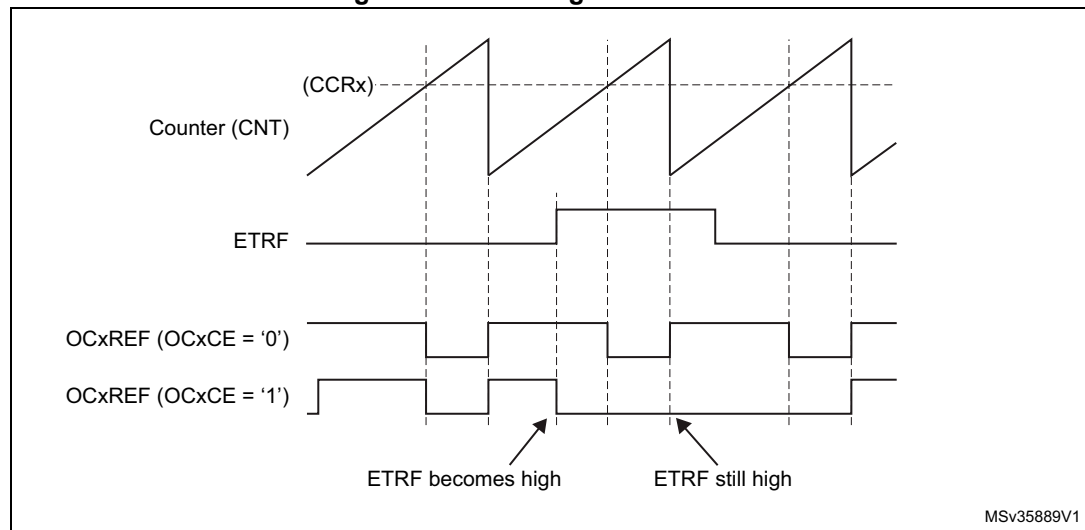 (CCRx)
Counter (CNT)
ETRF
OCxREF (OCxCE = ‘0’)
OCxREF (OCxCE = ‘1’)
ETRF becomes high
ETRF still high
MSv35889V1